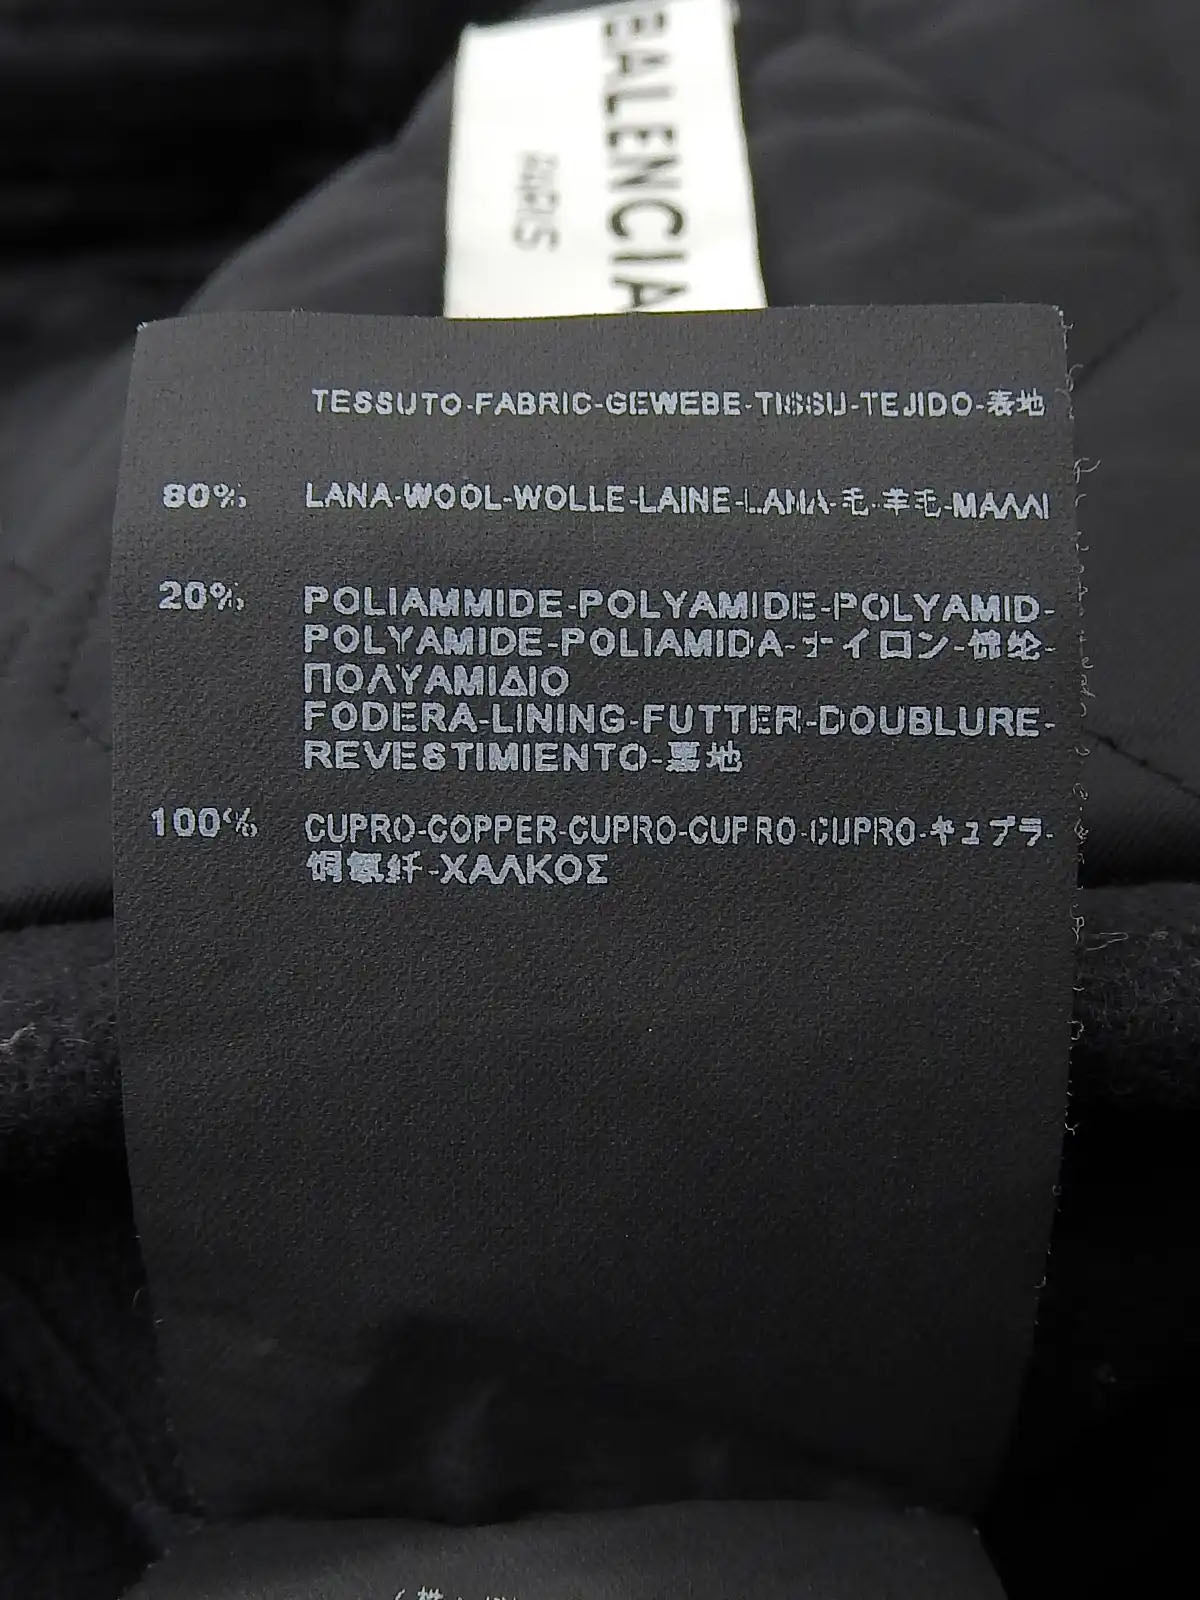 BALENCIA
PARIS
TESSUTO-FABRIC-GEWEBE-TISSU-TEJIDO-表地
80% LANA-WOOL-WOLLE-LAINE-LANA-毛-羊毛-ΜΑΛΛΙ
20% POLIAMMIDE-POLYAMIDE-POLYAMID-
POLYAMIDE-POLIAMIDA-ナイロン-锦纶-
ΠΟΛΥΑΜΙΔΙΟ
FODERA-LINING-FUTTER-DOUBLURE-
REVESTIMIENTO-裏地
100% CUPRO-COPPER-CUPRO-CUPRO-CUPRO-キュプラ-
铜氨纤-ΧΑΛΚΟΣ